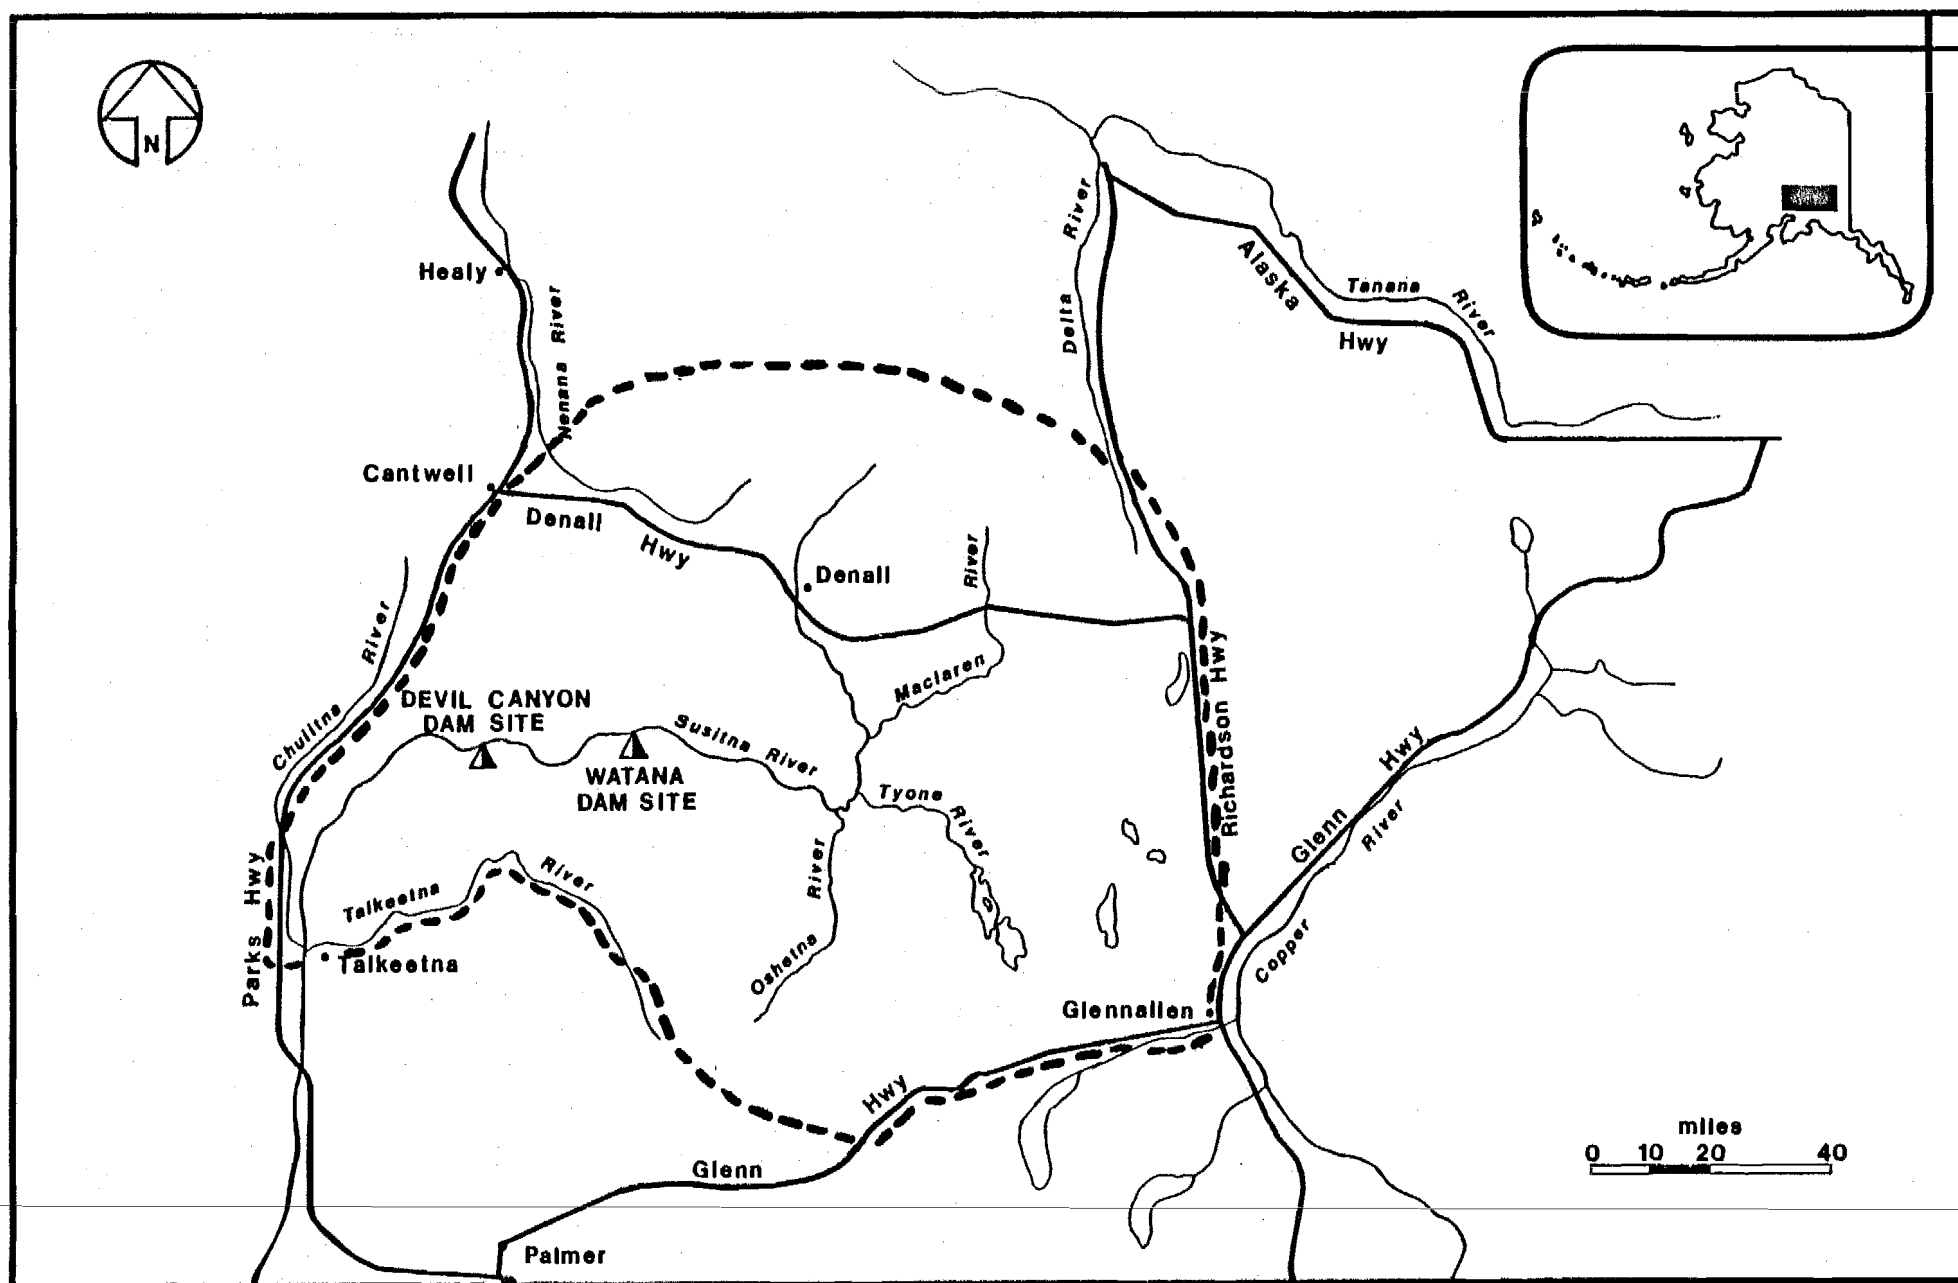 N
Healy
Nenana River
Delta River
Alaska
Hwy
Tanana River
Cantwell
Denali
Hwy
Denali
River
Maclaren
River
Chulitna
DEVIL CANYON
DAM SITE
WATANA
DAM SITE
Susitna River
Tyone River
River
Oshetna
Richardson Hwy
Glenn Hwy
River
Copper
Parks Hwy
Talkeetna River
Talkeetna
Glennallen
Hwy
Glenn
Palmer
miles
0 10 20 40